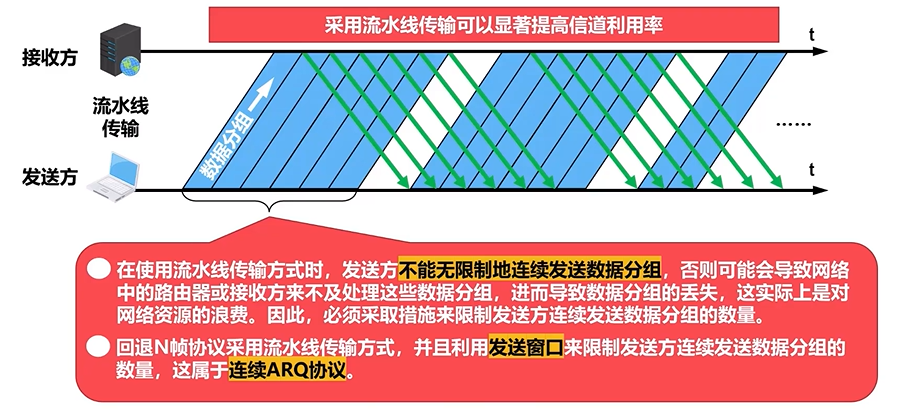 采用流水线传输可以显著提高信道利用率
t
接收方
流水线
传输
数据分组
……
发送方
t
在使用流水线传输方式时，发送方不能无限制地连续发送数据分组，否则可能会导致网络
中的路由器或接收方来不及处理这些数据分组，进而导致数据分组的丢失，这实际上是对
网络资源的浪费。因此，必须采取措施来限制发送方连续发送数据分组的数量。
回退N帧协议采用流水线传输方式，并且利用发送窗口来限制发送方连续发送数据分组的
数量，这属于连续ARQ协议。